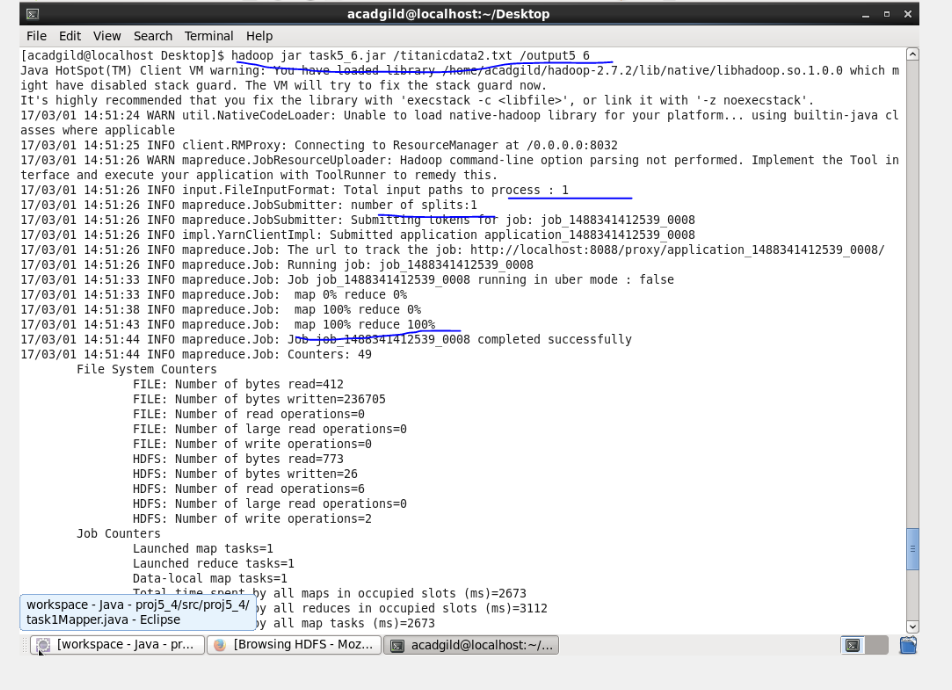 acadgild@localhost:~/Desktop
File Edit View Search Terminal Help
[acadgild@localhost Desktop]$ hadoop jar task5_6.jar /titanicdata2.txt /output5_6
Java HotSpot(TM) Client VM warning: You have loaded library /home/acadgild/hadoop-2.7.2/lib/native/libhadoop.so.1.0.0 which m
ight have disabled stack guard. The VM will try to fix the stack guard now.
It's highly recommended that you fix the library with 'execstack -c <libfile>', or link it with '-z noexecstack'.
17/03/01 14:51:24 WARN util.NativeCodeLoader: Unable to load native-hadoop library for your platform... using builtin-java cl
asses where applicable
17/03/01 14:51:25 INFO client.RMProxy: Connecting to ResourceManager at /0.0.0.0:8032
17/03/01 14:51:26 WARN mapreduce.JobResourceUploader: Hadoop command-line option parsing not performed. Implement the Tool in
terface and execute your application with ToolRunner to remedy this.
17/03/01 14:51:26 INFO input.FileInputFormat: Total input paths to process : 1
17/03/01 14:51:26 INFO mapreduce.JobSubmitter: number of splits:1
17/03/01 14:51:26 INFO mapreduce.JobSubmitter: Submitting tokens for job: job_1488341412539_0008
17/03/01 14:51:26 INFO impl.YarnClientImpl: Submitted application application_1488341412539_0008
17/03/01 14:51:26 INFO mapreduce.Job: The url to track the job: http://localhost:8088/proxy/application_1488341412539_0008/
17/03/01 14:51:26 INFO mapreduce.Job: Running job: job_1488341412539_0008
17/03/01 14:51:33 INFO mapreduce.Job: Job job_1488341412539_0008 running in uber mode : false
17/03/01 14:51:33 INFO mapreduce.Job:  map 0% reduce 0%
17/03/01 14:51:38 INFO mapreduce.Job:  map 100% reduce 0%
17/03/01 14:51:43 INFO mapreduce.Job:  map 100% reduce 100%
17/03/01 14:51:44 INFO mapreduce.Job: Job job_1488341412539_0008 completed successfully
17/03/01 14:51:44 INFO mapreduce.Job: Counters: 49
File System Counters
FILE: Number of bytes read=412
FILE: Number of bytes written=236705
FILE: Number of read operations=0
FILE: Number of large read operations=0
FILE: Number of write operations=0
HDFS: Number of bytes read=773
HDFS: Number of bytes written=26
HDFS: Number of read operations=6
HDFS: Number of large read operations=0
HDFS: Number of write operations=2
Job Counters
Launched map tasks=1
Launched reduce tasks=1
Data-local map tasks=1
Total time spent by all maps in occupied slots (ms)=2673
by all reduces in occupied slots (ms)=3112
by all map tasks (ms)=2673
workspace - Java - proj5_4/src/proj5_4/
task1Mapper.java - Eclipse
[workspace - Java - pr... [Browsing HDFS - Moz... acadgild@localhost:~/...